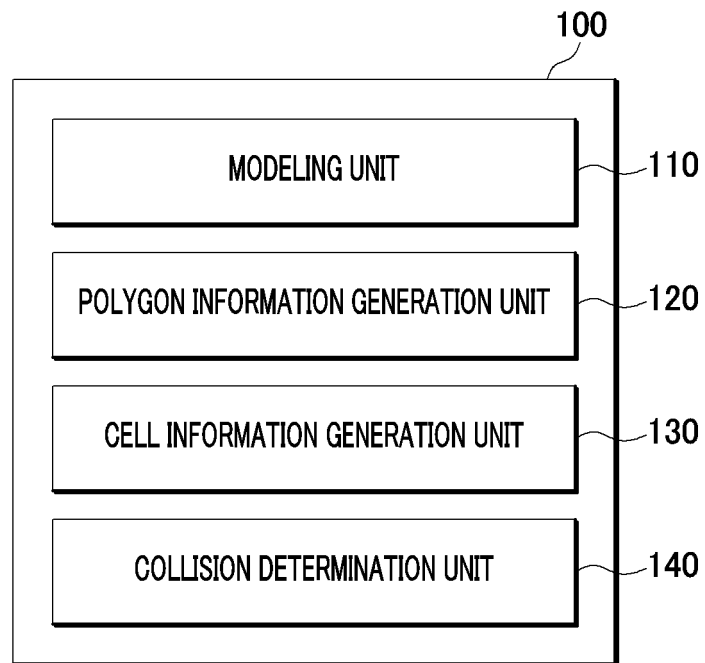 100
MODELING UNIT 110
POLYGON INFORMATION GENERATION UNIT 120
CELL INFORMATION GENERATION UNIT 130
COLLISION DETERMINATION UNIT 140